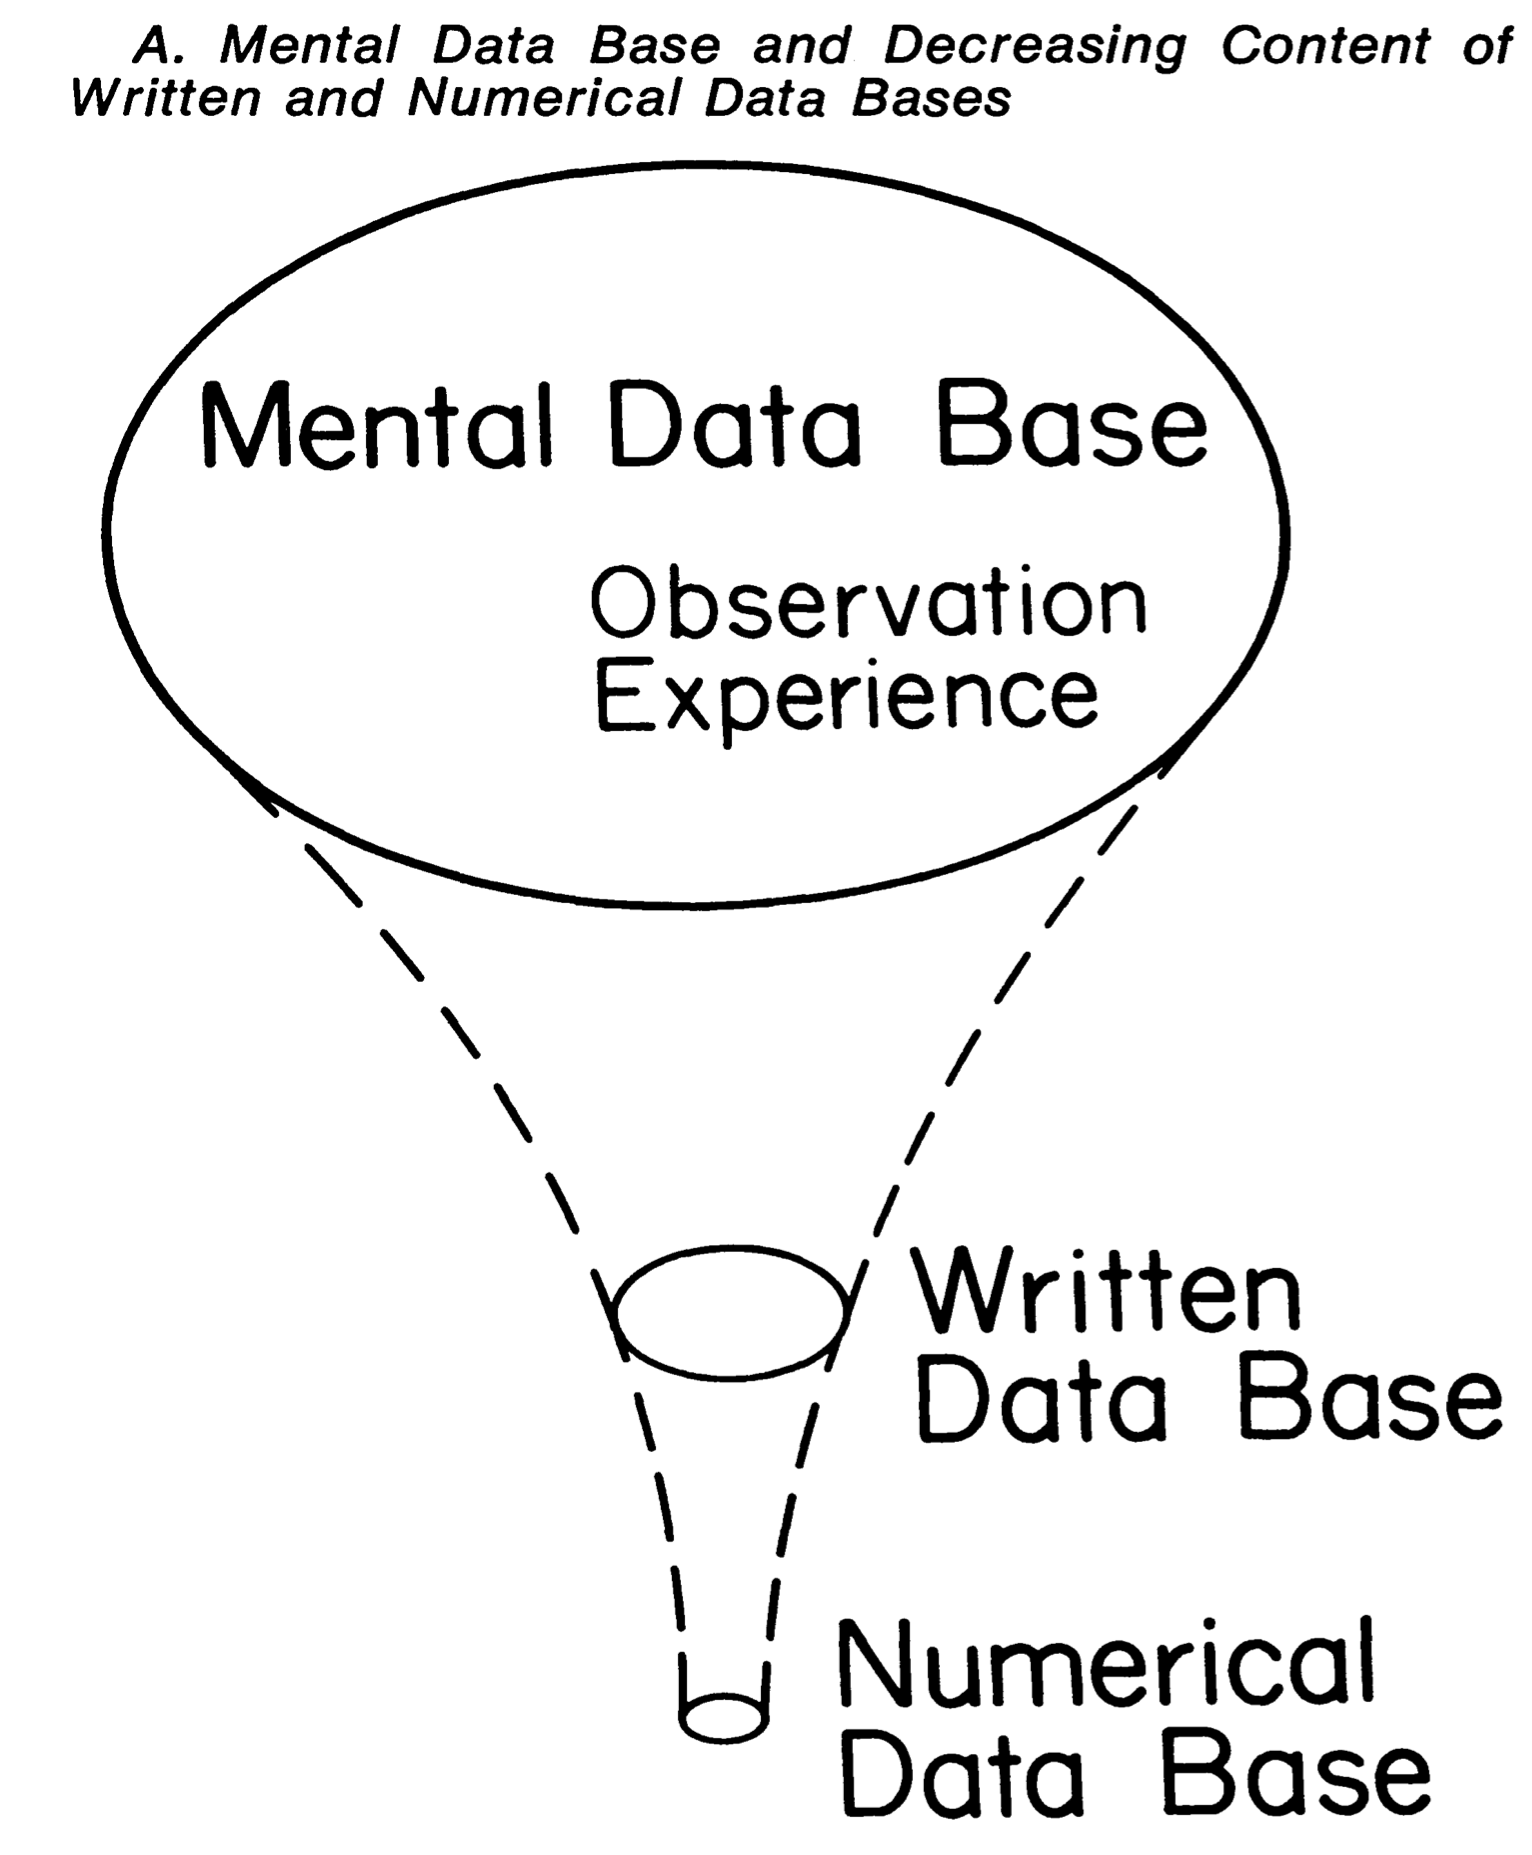 A. Mental Data Base and Decreasing Content of
Written and Numerical Data Bases
Mental Data Base
Observation
Experience
Written
Data Base
Numerical
Data Base